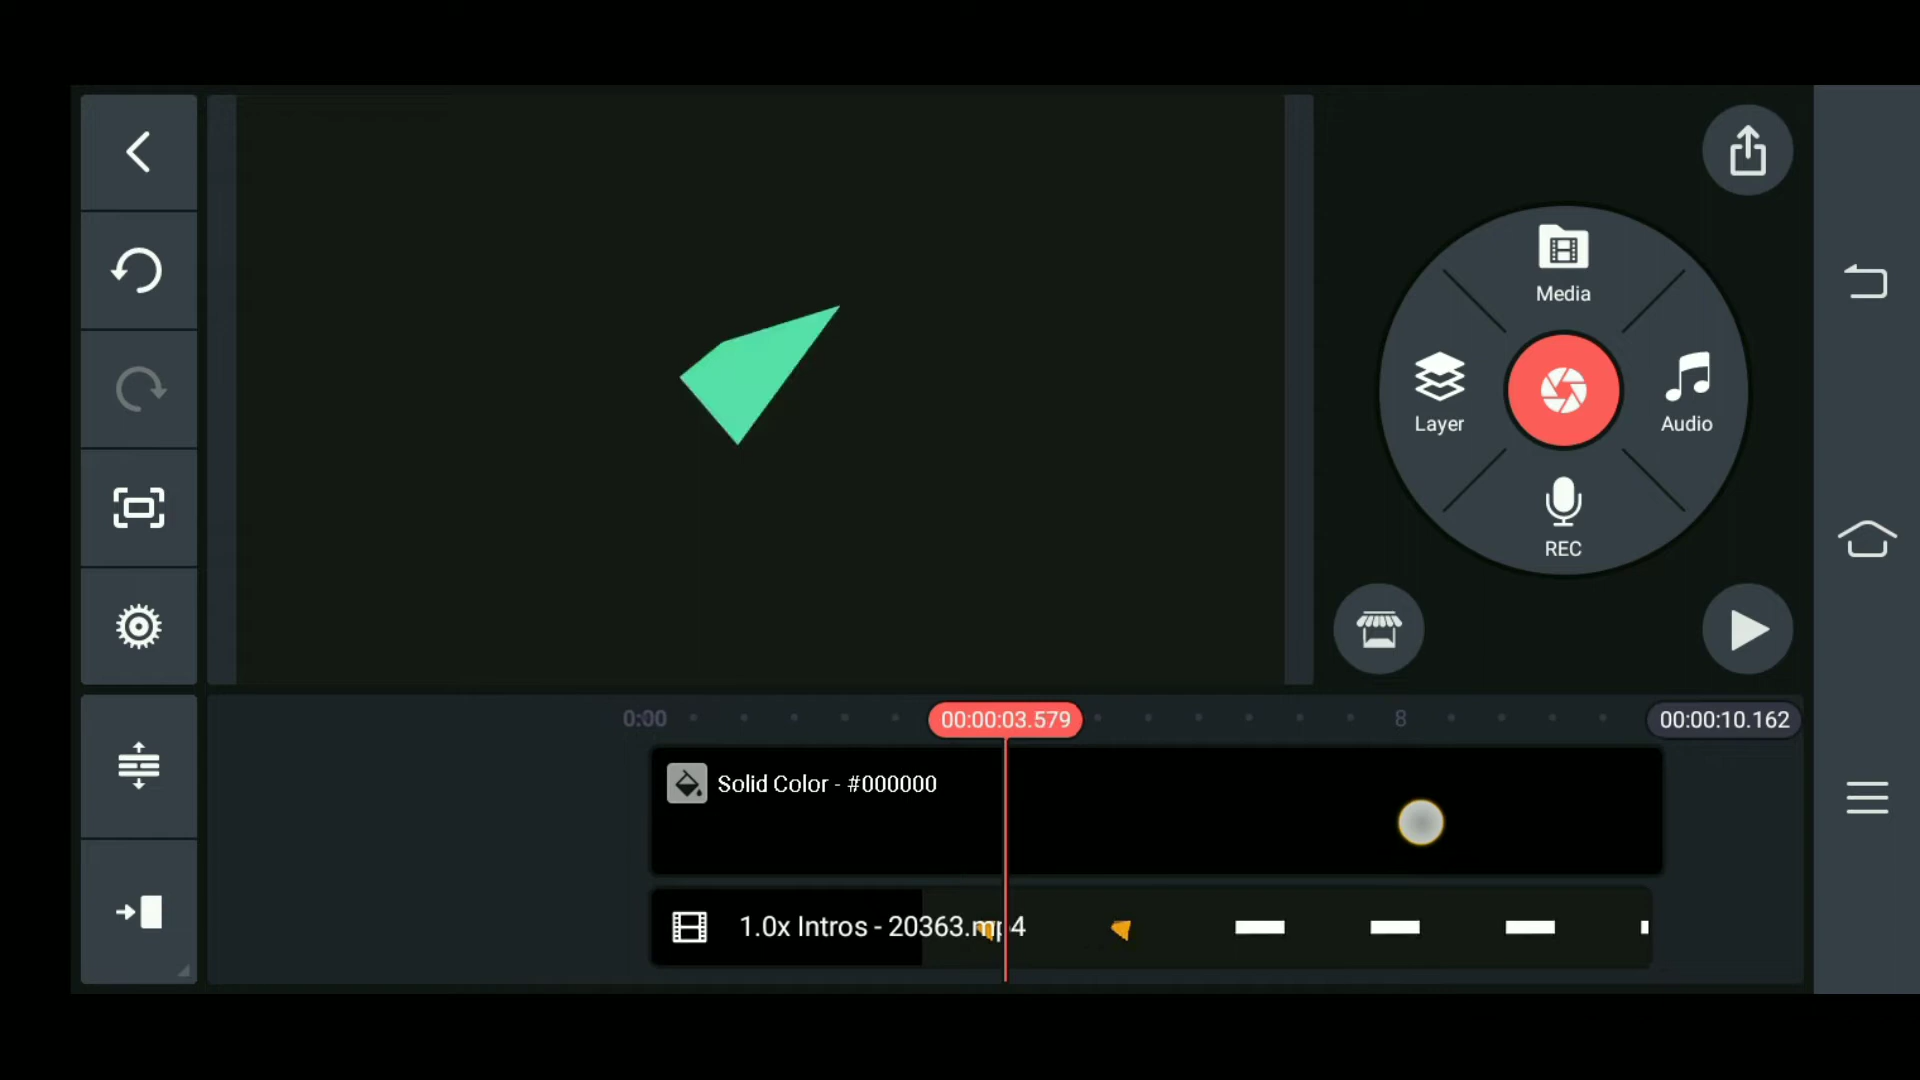 Media
Layer
Audio
REC
0:00
00:00:03.579
8
00:00:10.162
Solid Color - #000000
1.0x Intros - 20363.mp4